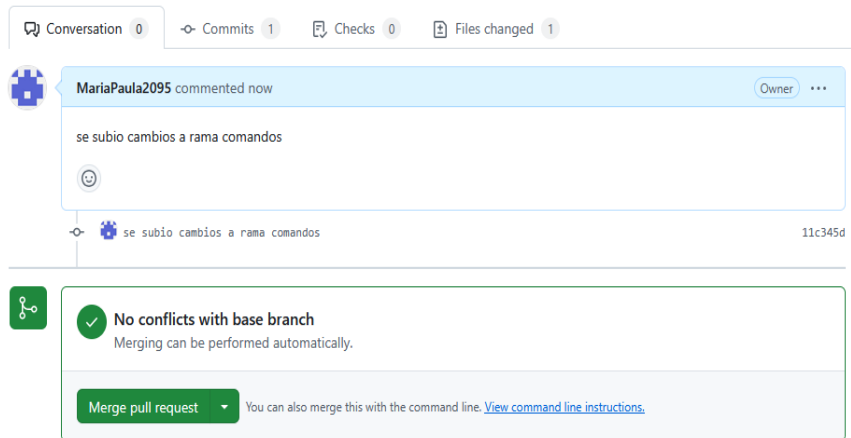 Conversation 0 Commits 1 Checks 0 Files changed 1
MariaPaula2095 commented now Owner
se subio cambios a rama comandos
se subio cambios a rama comandos 11c345d
No conflicts with base branch
Merging can be performed automatically.
Merge pull request You can also merge this with the command line. View command line instructions.